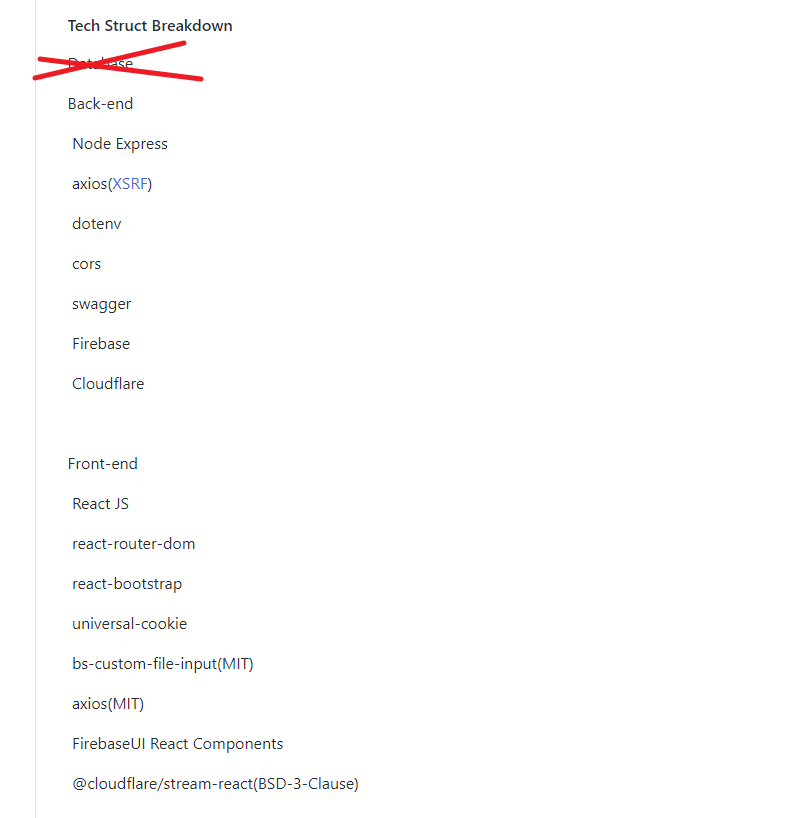 Tech Struct Breakdown
Database
Back-end
Node Express
axios(XSRF)
dotenv
cors
swagger
Firebase
Cloudflare
Front-end
React JS
react-router-dom
react-bootstrap
universal-cookie
bs-custom-file-input(MIT)
axios(MIT)
FirebaseUI React Components
@cloudflare/stream-react(BSD-3-Clause)